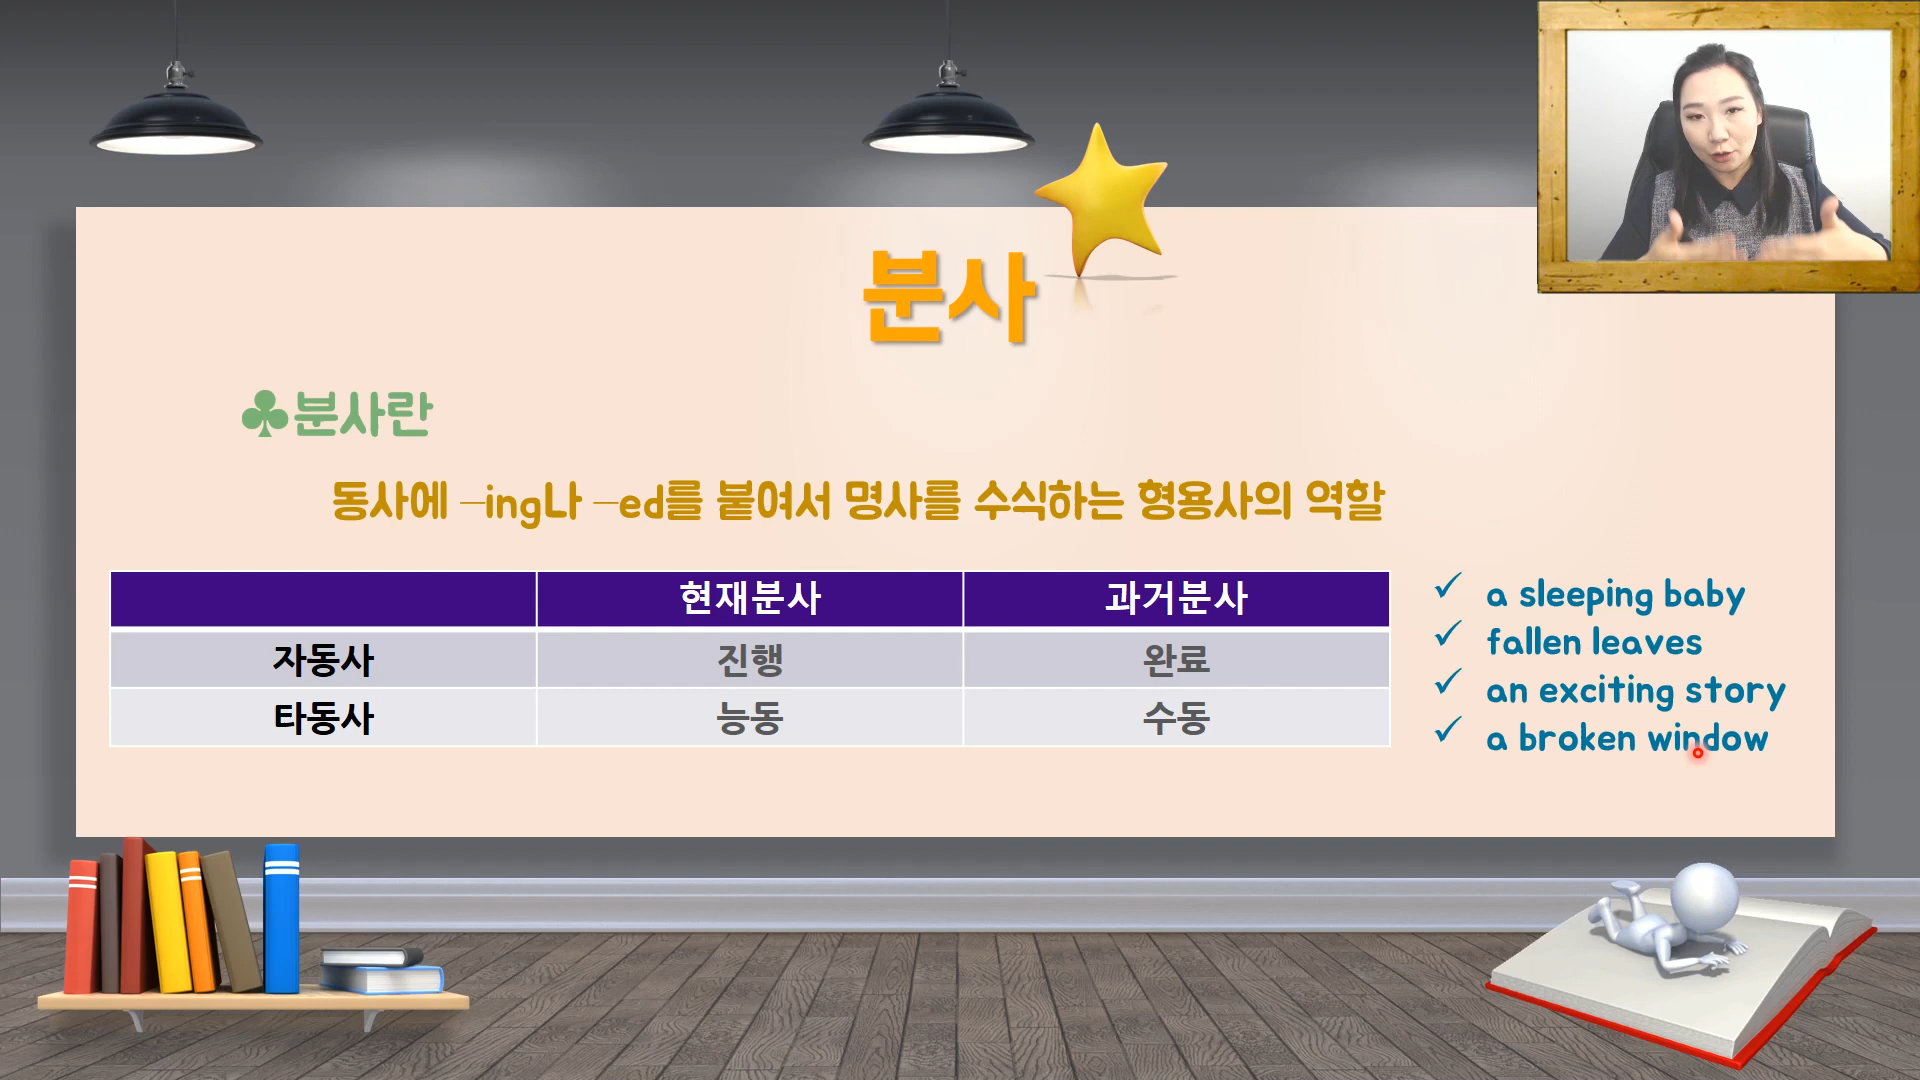 분사
♣분사란
동사에 –ing나 –ed를 붙여서 명사를 수식하는 형용사의 역할
현재분사 과거분사
자동사 진행 완료
타동사 능동 수동
✓ a sleeping baby
✓ fallen leaves
✓ an exciting story
✓ a broken window